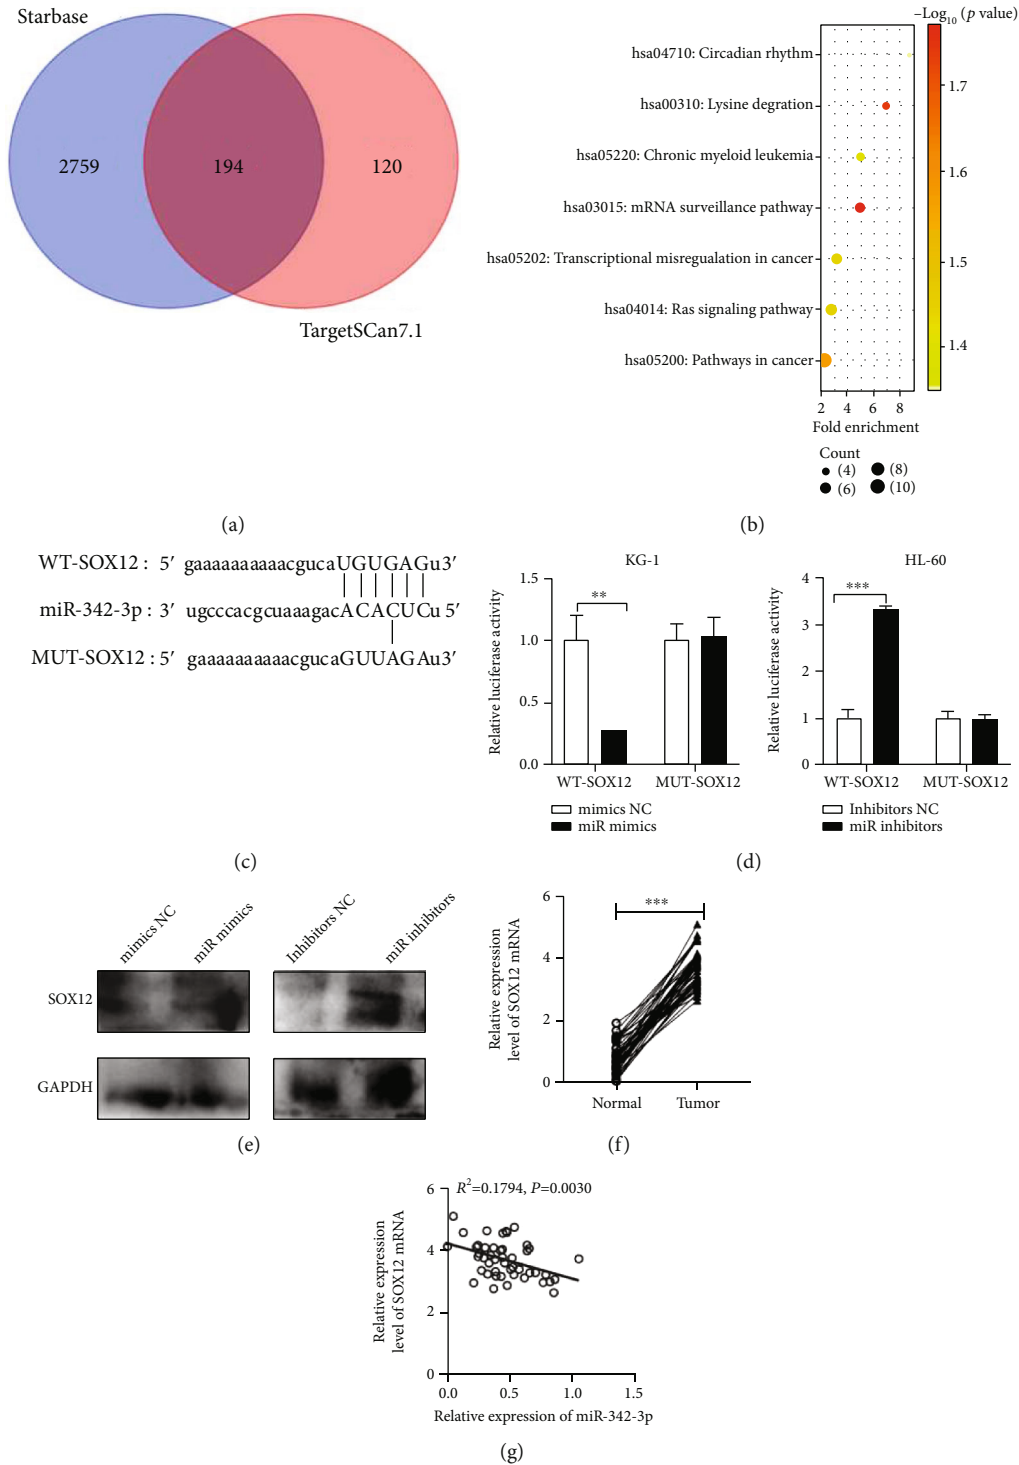 Starbase
2759
194
120
TargetSCan7.1
(a)
−Log10 (p value)
hsa04710: Circadian rhythm
hsa00310: Lysine degration
hsa05220: Chronic myeloid leukemia
hsa03015: mRNA surveillance pathway
hsa05202: Transcriptional misregualation in cancer
hsa04014: Ras signaling pathway
hsa05200: Pathways in cancer
1.7
1.6
1.5
1.4
2 4 6 8
Fold enrichment
Count
(4) (8)
(6) (10)
(b)
WT-SOX12 : 5′ gaaaaaaaaaacgucaUGUGAGu3′
miR-342-3p : 3′ ugcccacgcuaaagacACACUCu 5′
MUT-SOX12 : 5′ gaaaaaaaaaacgucaGUUAGAu3′
(c)
KG-1
Relative luciferase activity
1.5
1.0
0.5
0.0
**
WT-SOX12 MUT-SOX12
mimics NC
miR mimics
HL-60
Relative luciferase activity
4
3
2
1
0
***
WT-SOX12 MUT-SOX12
Inhibitors NC
miR inhibitors
(d)
mimics NC
miR mimics
Inhibitors NC
miR inhibitors
SOX12
GAPDH
(e)
Relative expression
level of SOX12 mRNA
6
4
2
0
***
Normal Tumor
(f)
Relative expression
level of SOX12 mRNA
6
4
2
0
R2=0.1794, P=0.0030
0.0 0.5 1.0 1.5
Relative expression of miR-342-3p
(g)